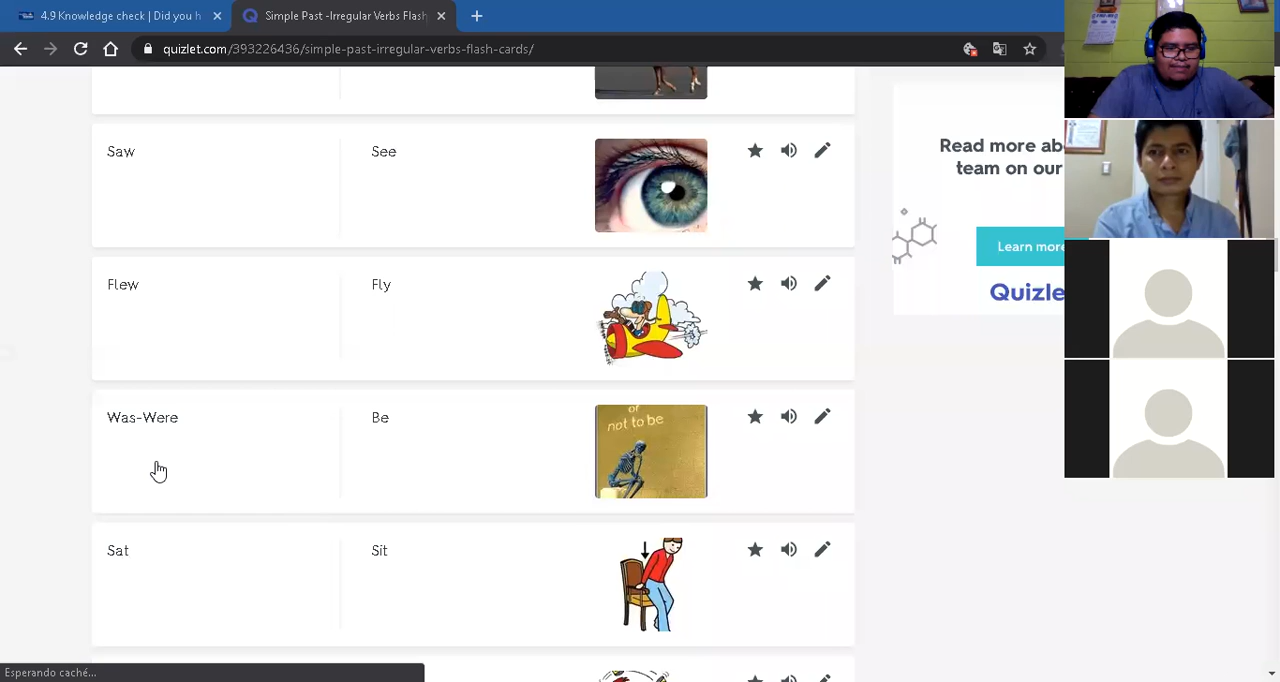 4.9 Knowledge check | Did you h
Simple Past -Irregular Verbs Flash
quizlet.com/393226436/simple-past-irregular-verbs-flash-cards/
Saw
See
Flew
Fly
Was-Were
Be
or
not to be
Sat
Sit
Read more abo
team on our
Learn more
Quizle
Esperando caché...